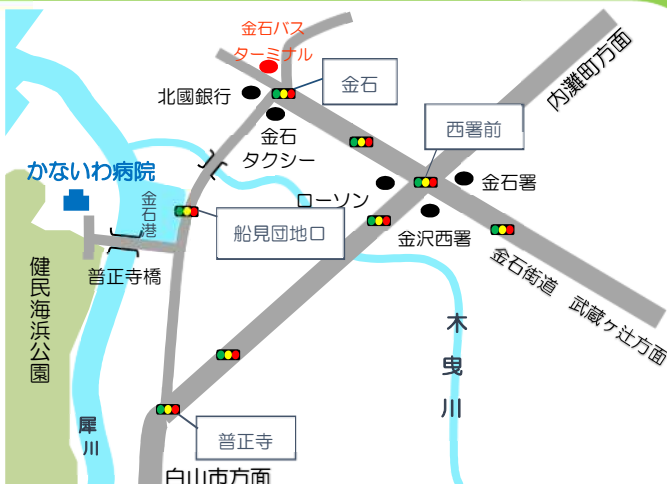 金石バス
ターミナル
内灘町方面
北國銀行
金石
西署前
金石
タクシー
かないわ病院
ローソン
金石署
金石港
船見団地口
金沢西署
普正寺橋
金石街道 武蔵ヶ辻方面
健民海浜公園
木曳川
犀川
普正寺
白山市方面